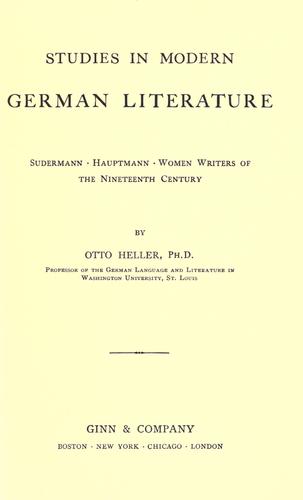 STUDIES IN MODERN
GERMAN LITERATURE
SUDERMANN · HAUPTMANN · WOMEN WRITERS OF
THE NINETEENTH CENTURY
BY
OTTO HELLER, PH.D.
PROFESSOR OF THE GERMAN LANGUAGE AND LITERATURE IN
WASHINGTON UNIVERSITY, ST. LOUIS
GINN & COMPANY
BOSTON · NEW YORK · CHICAGO · LONDON